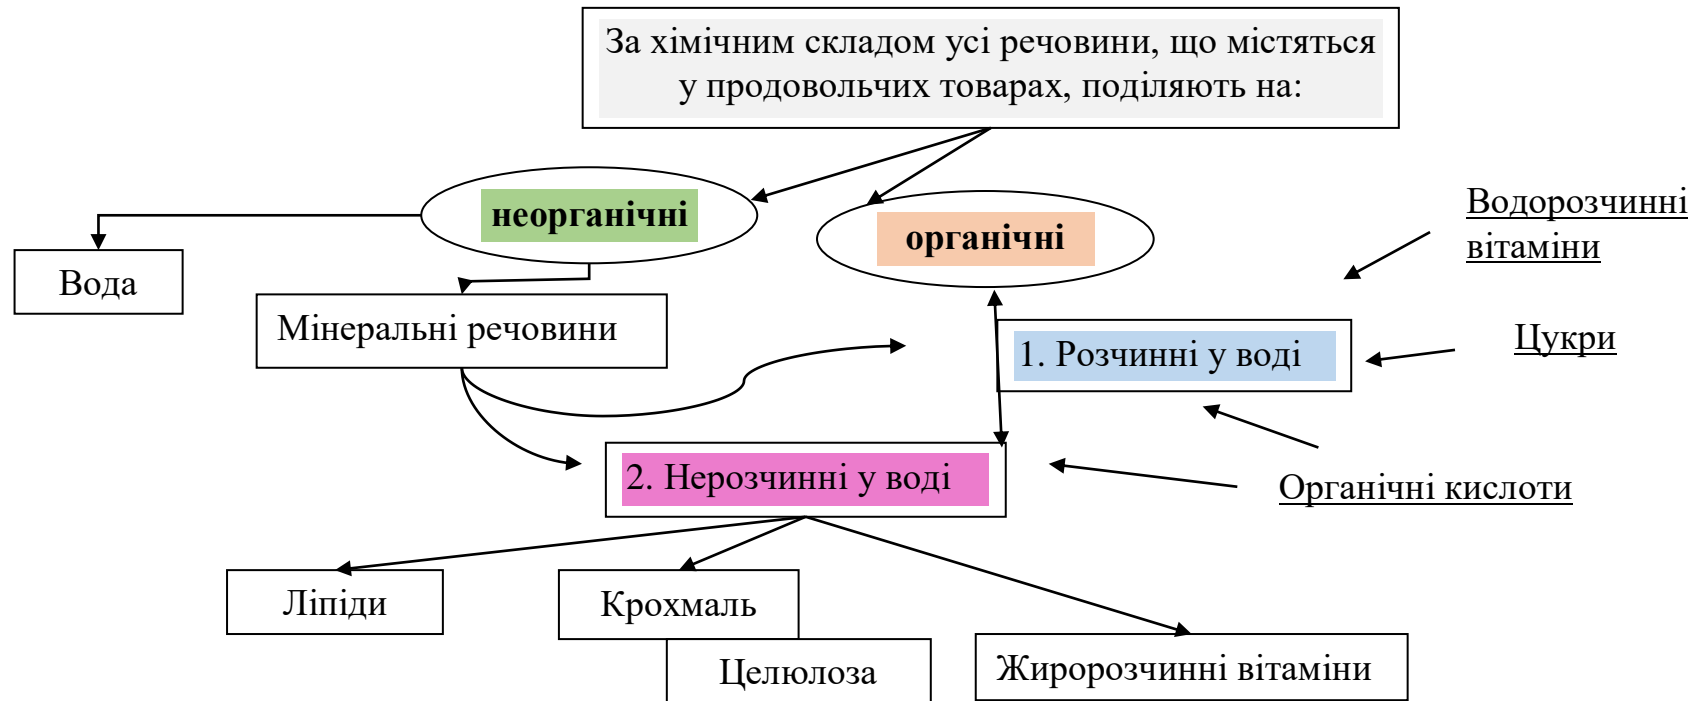 За хімічним складом усі речовини, що містяться
у продовольчих товарах, поділяють на:
неорганічні
органічні
Водорозчинні
вітаміни
Вода
Мінеральні речовини
1. Розчинні у воді
Цукри
2. Нерозчинні у воді
Органічні кислоти
Ліпіди
Крохмаль
Целюлоза
Жиророзчинні вітаміни